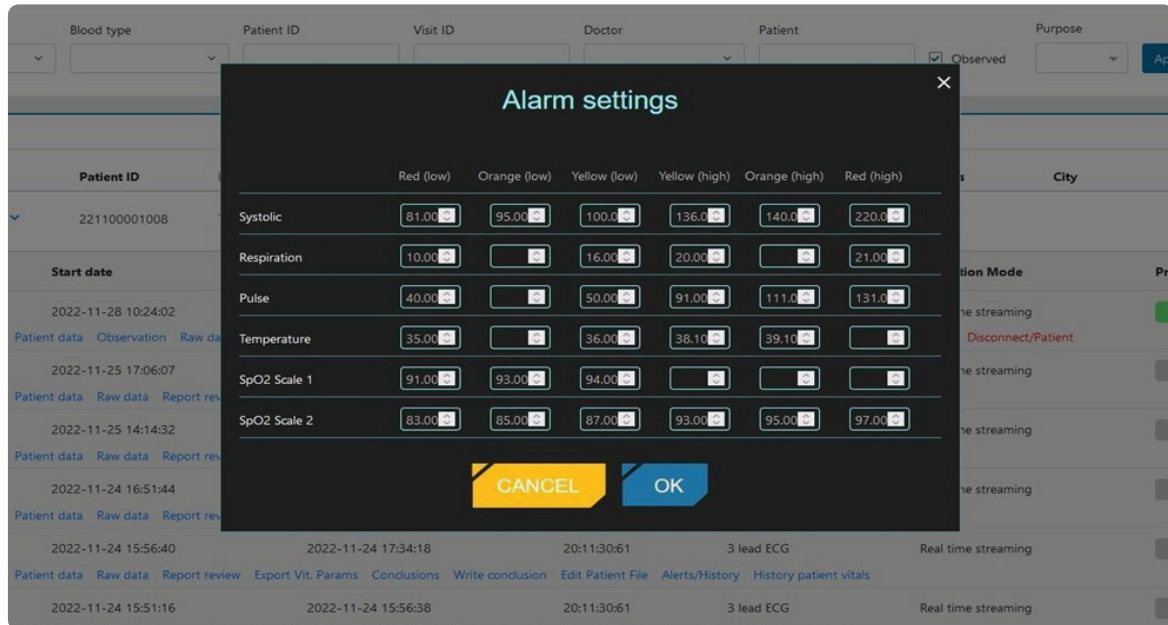 Blood type Patient ID Visit ID Doctor Patient Purpose
Observed
Alarm settings
Red (low) Orange (low) Yellow (low) Yellow (high) Orange (high) Red (high)
Patient ID City
Systolic 81.00 95.00 100.0 136.0 140.0 220.0
221100001008
Respiration 10.00 16.00 20.00 21.00
Start date
Pulse 40.00 50.00 91.00 111.0 131.0
2022-11-28 10:24:02 streaming
Temperature 35.00 36.00 38.10 39.10
Patient data Observation Raw Disconnect/Patient
2022-11-25 17:06:07 streaming
SpO2 Scale 1 91.00 93.00 94.00
Patient data Raw data Report
SpO2 Scale 2 83.00 85.00 87.00 93.00 95.00 97.00
2022-11-25 14:14:32 streaming
Patient data Raw data Report
CANCEL OK
2022-11-24 16:51:44 streaming
Patient data Raw data Report
2022-11-24 15:56:40 2022-11-24 17:34:18 20:11:30:61 3 lead ECG Real time streaming
Patient data Raw data Report review Export Vit. Params Conclusions Write conclusion Edit Patient File Alerts/History History patient vitals
2022-11-24 15:51:16 2022-11-24 15:56:38 20:11:30:61 3 lead ECG Real time streaming